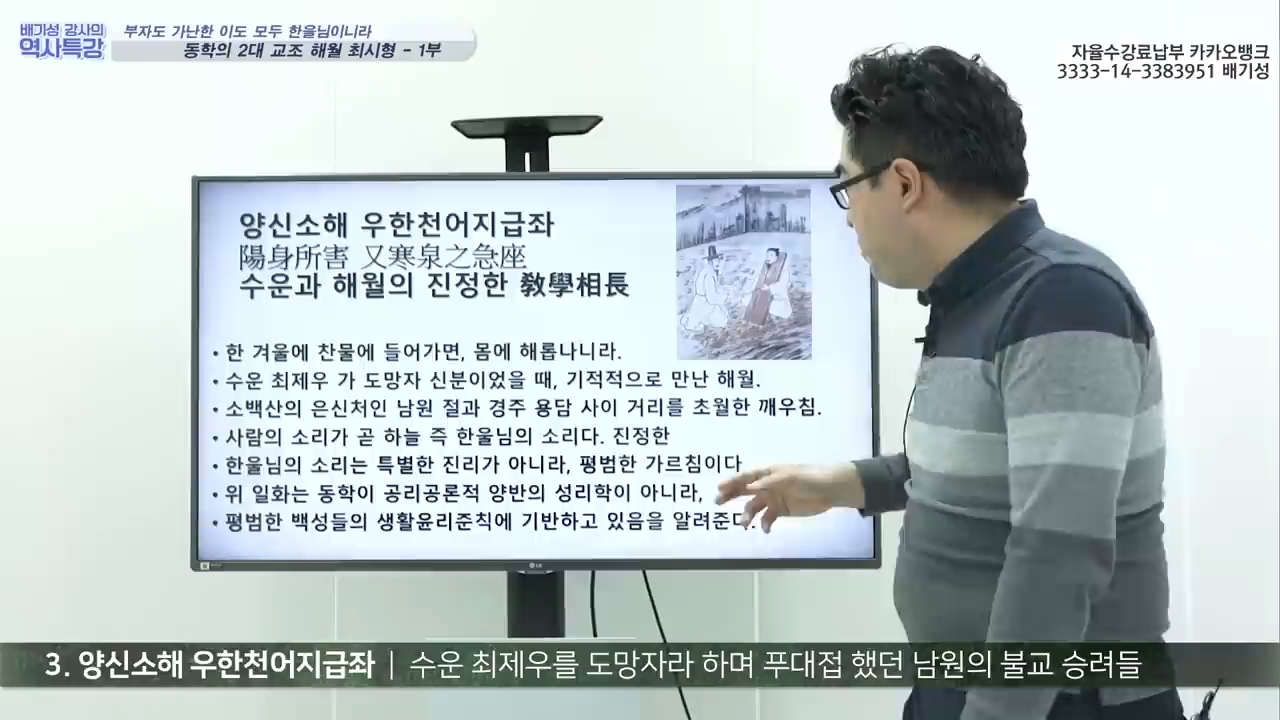 배기성 강사의
역사특강
부자도 가난한 이도 모두 한울님이니라
동학의 2대 교조 해월 최시형 - 1부
자율수강료납부 카카오뱅크
3333-14-3383951 배기성
양신소해 우한천어지급좌
陽身所害 又寒泉之急座
수운과 해월의 진정한 敎學相長
• 한 겨울에 찬물에 들어가면, 몸에 해롭나니라.
• 수운 최제우 가 도망자 신분이었을 때, 기적적으로 만난 해월.
• 소백산의 은신처인 남원 절과 경주 용담 사이 거리를 초월한 깨우침.
• 사람의 소리가 곧 하늘 즉 한울님의 소리다. 진정한
• 한울님의 소리는 특별한 진리가 아니라, 평범한 가르침이다
• 위 일화는 동학이 공리공론적 양반의 성리학이 아니라,
• 평범한 백성들의 생활윤리준칙에 기반하고 있음을 알려준다.
LG
3. 양신소해 우한천어지급좌 | 수운 최제우를 도망자라 하며 푸대접 했던 남원의 불교 승려들